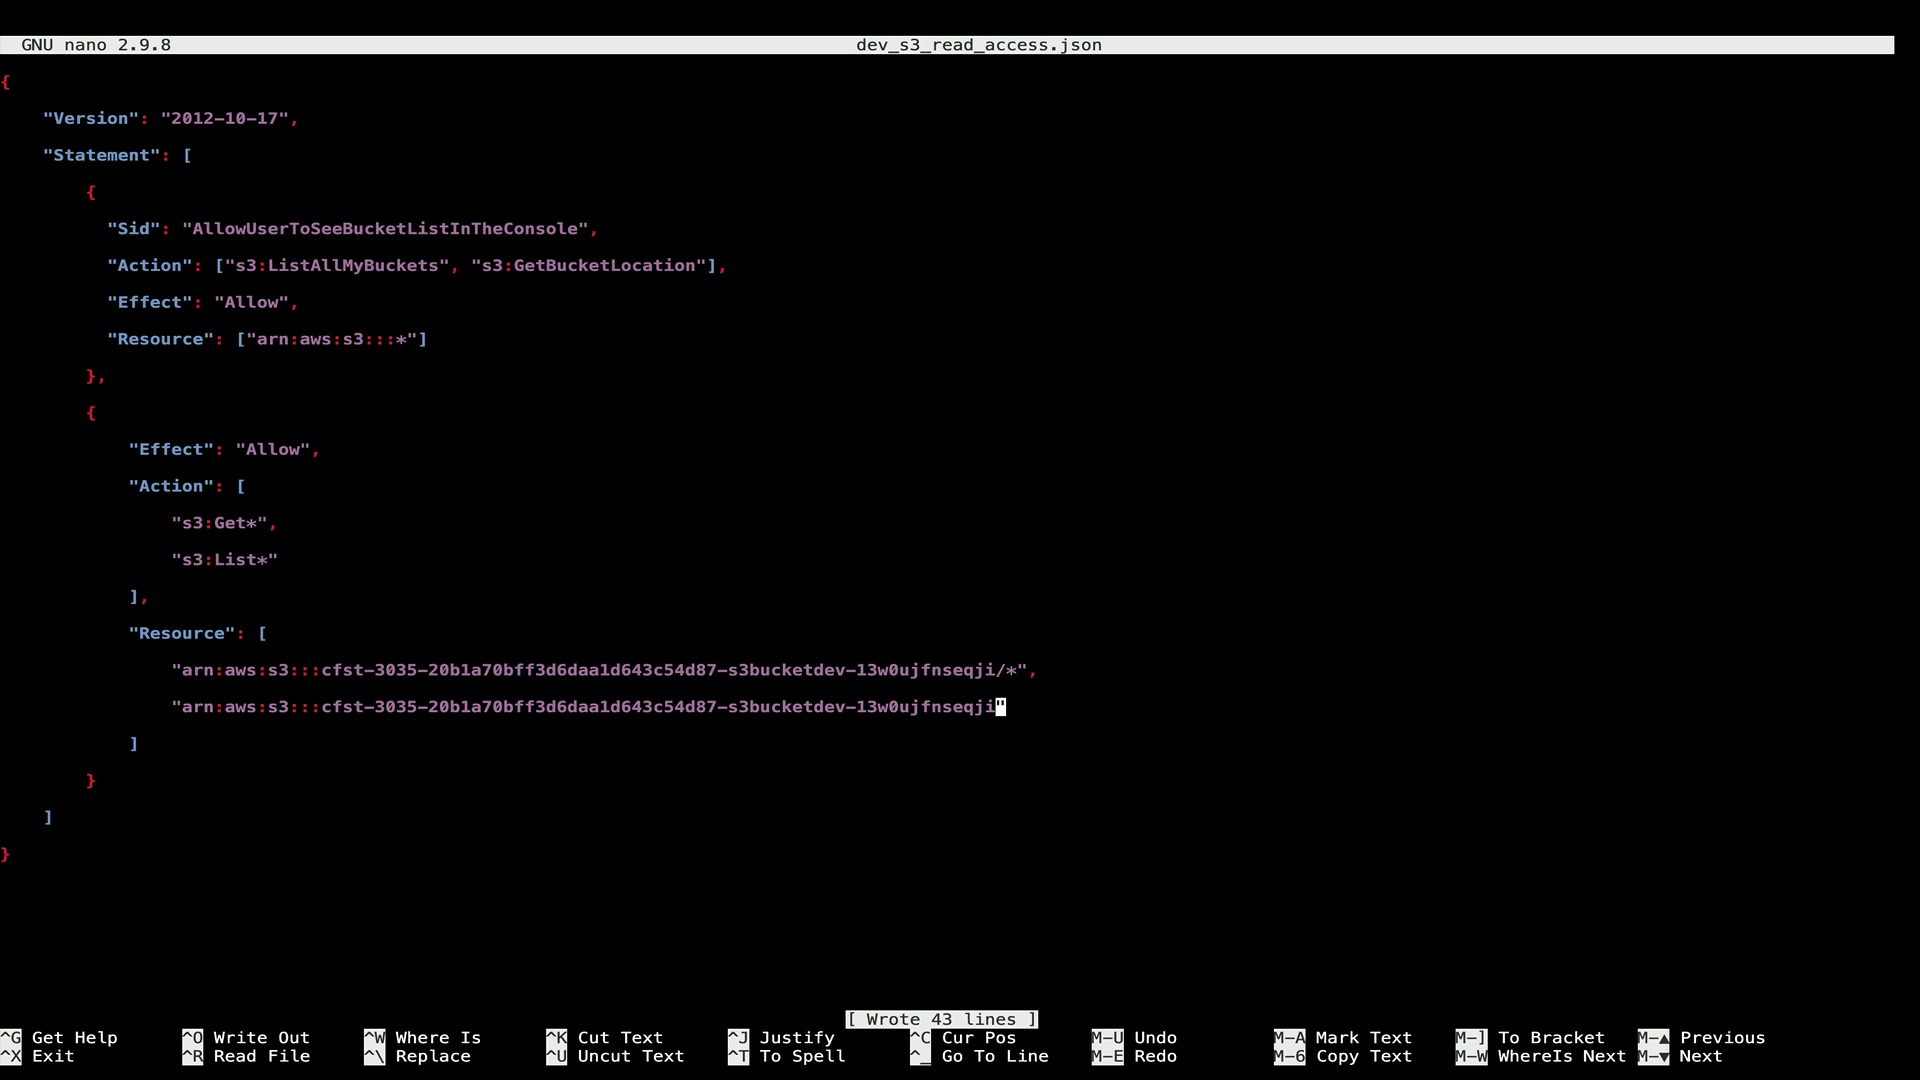 GNU nano 2.9.8 dev_s3_read_access.json
{
"Version": "2012-10-17",
"Statement": [
{
"Sid": "AllowUserToSeeBucketListInTheConsole",
"Action": ["s3:ListAllMyBuckets", "s3:GetBucketLocation"],
"Effect": "Allow",
"Resource": ["arn:aws:s3:::*"]
},
{
"Effect": "Allow",
"Action": [
"s3:Get*",
"s3:List*"
],
"Resource": [
"arn:aws:s3:::cfst-3035-20b1a70bff3d6daa1d643c54d87-s3bucketdev-13w0ujfnseqji/*",
"arn:aws:s3:::cfst-3035-20b1a70bff3d6daa1d643c54d87-s3bucketdev-13w0ujfnseqji"
]
}
]
}
[ Wrote 43 lines ]
^G Get Help ^O Write Out ^W Where Is ^K Cut Text ^J Justify ^C Cur Pos M-U Undo M-A Mark Text M-] To Bracket M-▲ Previous
^X Exit ^R Read File ^\ Replace ^U Uncut Text ^T To Spell ^_ Go To Line M-E Redo M-6 Copy Text M-W WhereIs Next M-▼ Next